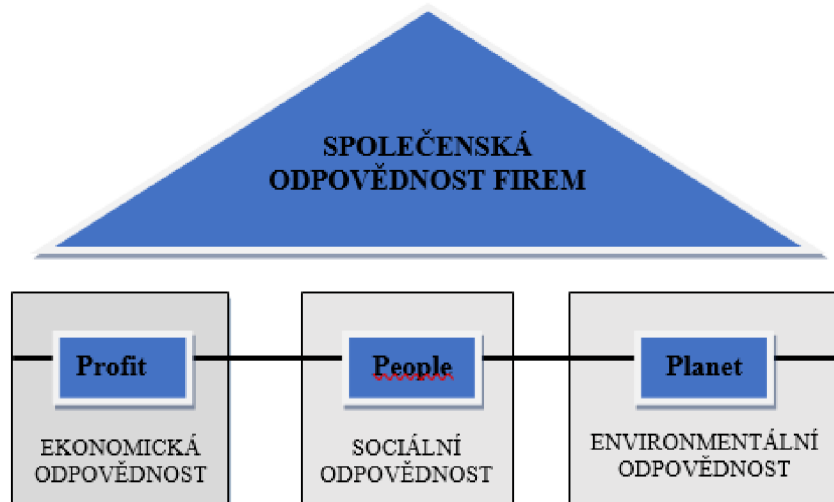 SPOLEČENSKÁ
ODPOVĚDNOST FIREM
Profit
People
Planet
EKONOMICKÁ
ODPOVĚDNOST
SOCIÁLNÍ
ODPOVĚDNOST
ENVIRONMENTÁLNÍ
ODPOVĚDNOST